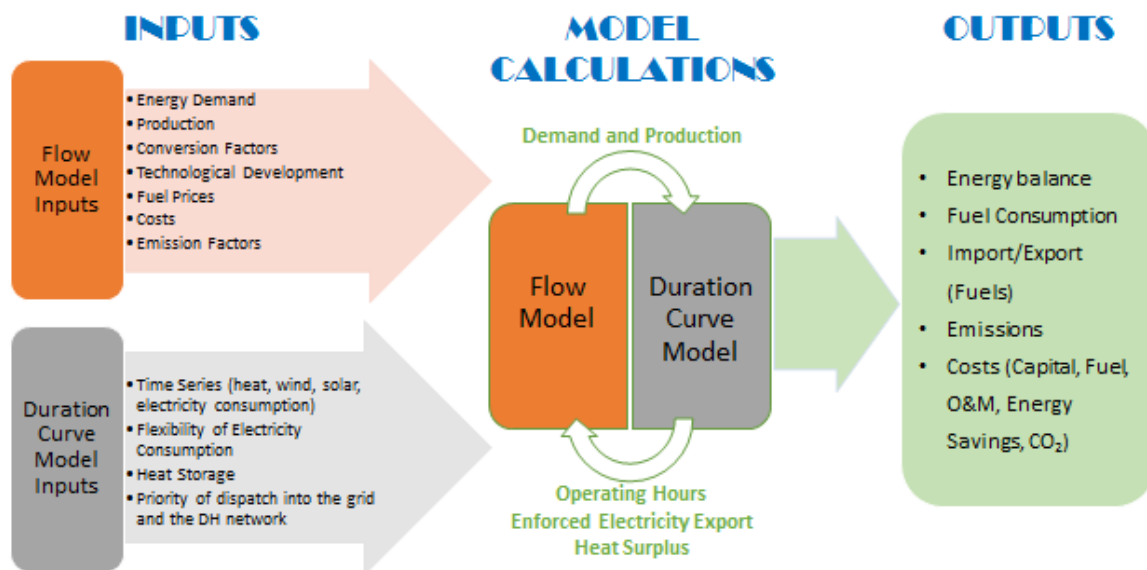 INPUTS
Flow
Model
Inputs
• Energy Demand
• Production
• Conversion Factors
• Technological Development
• Fuel Prices
• Costs
• Emission Factors
Duration
Curve
Model
Inputs
• Time Series (heat, wind, solar,
electricity consumption)
• Flexibility of Electricity
Consumption
• Heat Storage
• Priority of dispatch into the grid
and the DH network
MODEL
CALCULATIONS
Demand and Production
Flow
Model
Duration
Curve
Model
Operating Hours
Enforced Electricity Export
Heat Surplus
OUTPUTS
• Energy balance
• Fuel Consumption
• Import/Export
(Fuels)
• Emissions
• Costs (Capital, Fuel,
O&M, Energy
Savings, CO₂)